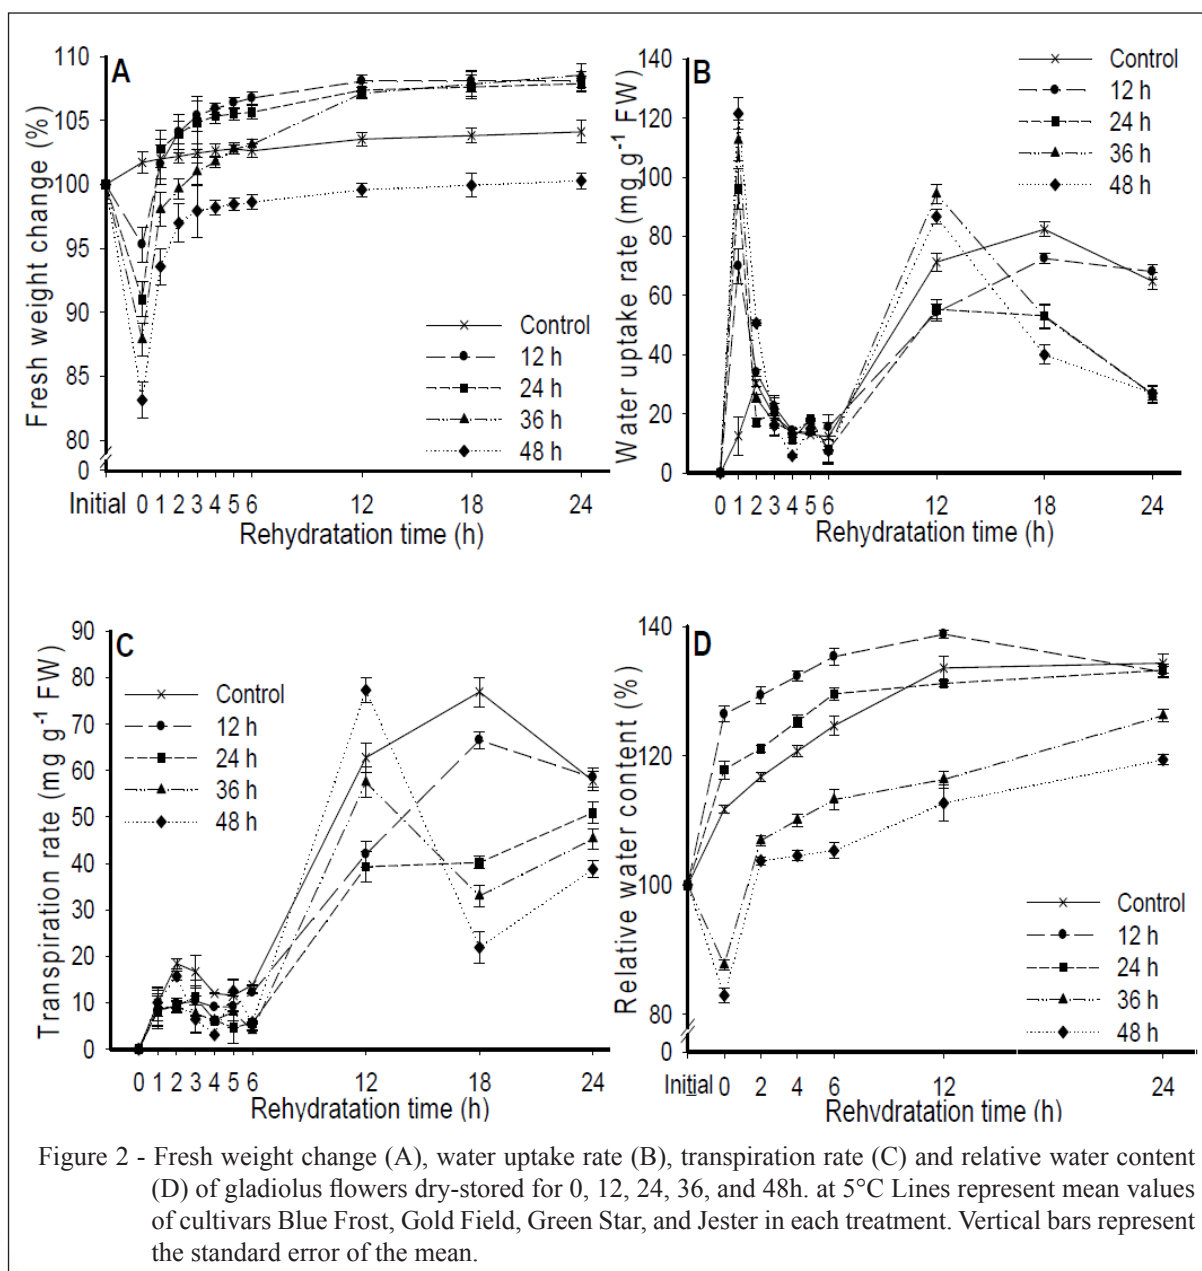 A
Fresh weight change (%)
110
105
100
95
90
85
80
0
Control
12 h
24 h
36 h
48 h
Initial 0 1 2 3 4 5 6 12 18 24
Rehydratation time (h)
B
Water uptake rate (mg g-1 FW)
140
120
100
80
60
40
20
0
Control
12 h
24 h
36 h
48 h
0 1 2 3 4 5 6 12 18 24
Rehydratation time (h)
C
Transpiration rate (mg g-1 FW)
90
80
70
60
50
40
30
20
10
0
Control
12 h
24 h
36 h
48 h
0 1 2 3 4 5 6 12 18 24
Rehydratation time (h)
D
Relative water content (%)
140
120
100
80
0
Control
12 h
24 h
36 h
48 h
Initial 0 2 4 6 12 24
Rehydratation time (h)
Figure 2 - Fresh weight change (A), water uptake rate (B), transpiration rate (C) and relative water content
(D) of gladiolus flowers dry-stored for 0, 12, 24, 36, and 48h. at 5°C Lines represent mean values
of cultivars Blue Frost, Gold Field, Green Star, and Jester in each treatment. Vertical bars represent
the standard error of the mean.